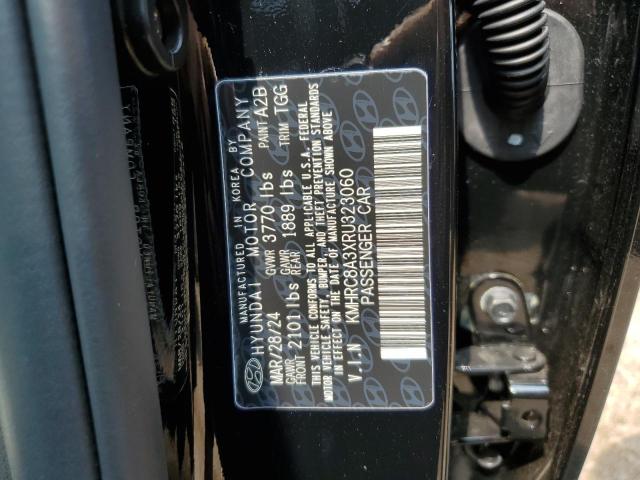 MANUFACTURED IN KOREA BY
HYUNDAI MOTOR COMPANY
MAR/28/24 GVWR 3770 lbs PAINT A2B
GAWR FRONT 2101 lbs GAWR REAR 1889 lbs TRIM TGG
THIS VEHICLE CONFORMS TO ALL APPLICABLE U.S.A. FEDERAL
MOTOR VEHICLE SAFETY, BUMPER, AND THEFT PREVENTION STANDARDS
IN EFFECT ON THE DATE OF MANUFACTURE SHOWN ABOVE
V.I.N KMHRC8A3XRU323060
PASSENGER CAR